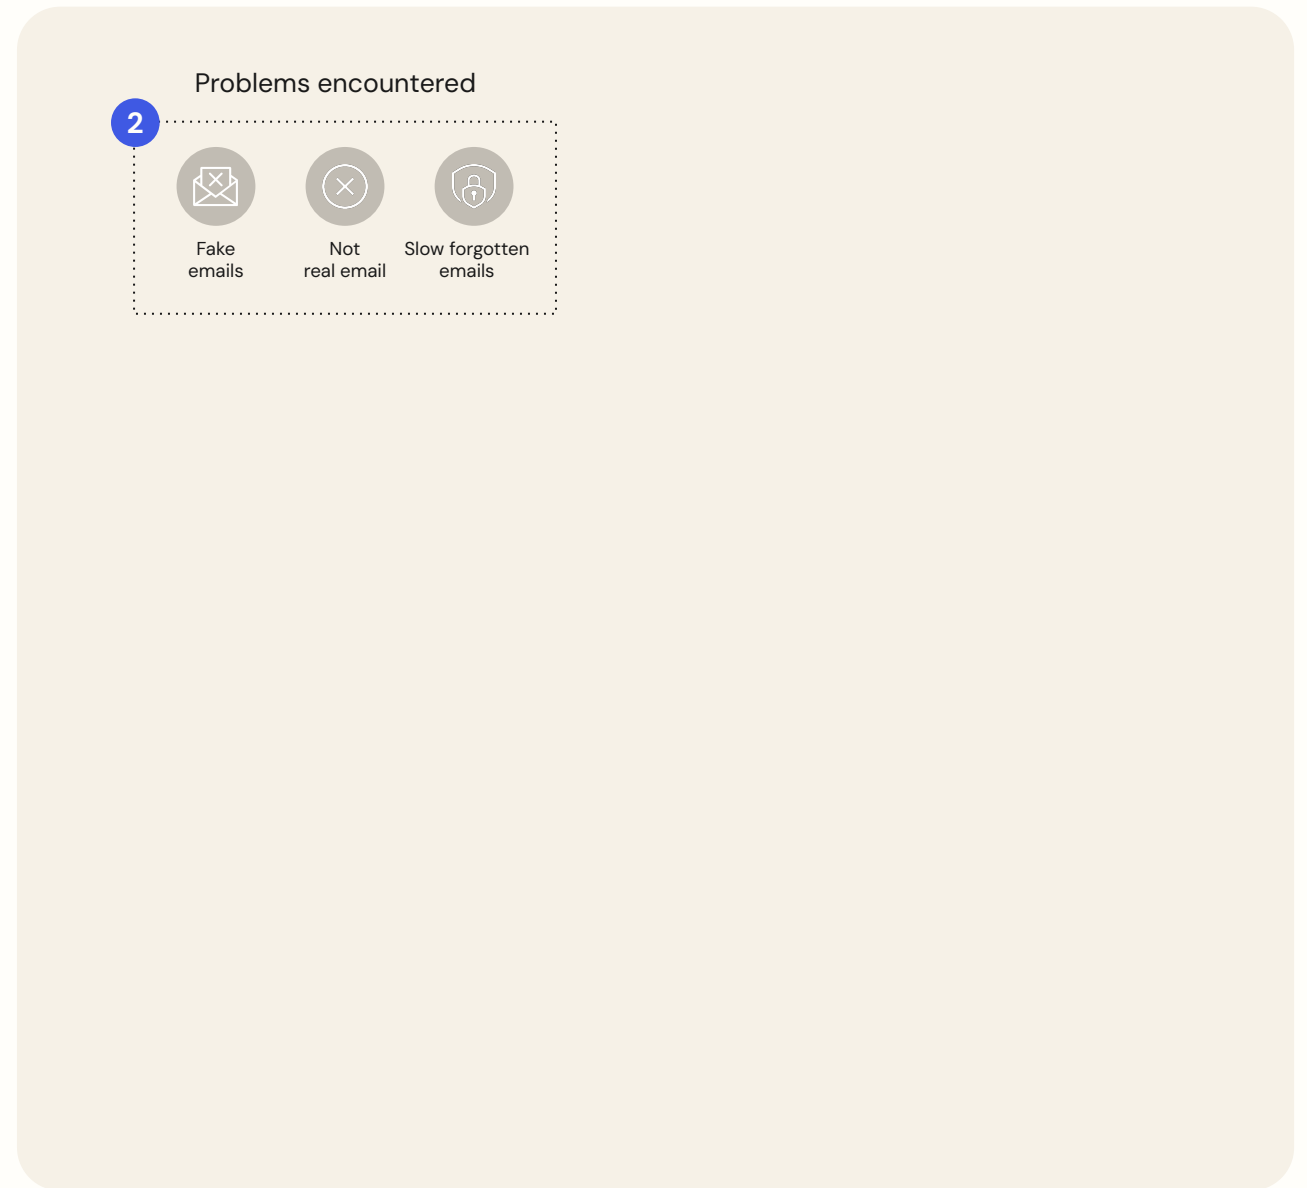 Problems encountered
2
Fake
emails
Not
real email
Slow forgotten
emails